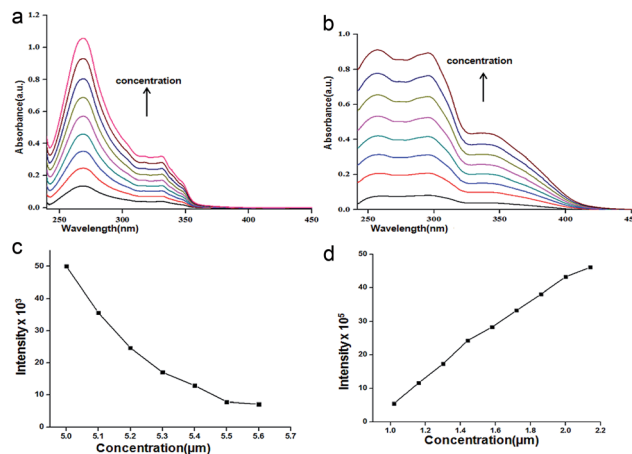 a
1.2
1.0
0.8
0.6
0.4
0.2
0.0
Absorbance(a.u.)
concentration
250 300 350 400 450
Wavelength(nm)
b
1.0
0.8
0.6
0.4
0.2
0.0
Absorbance(a.u.)
concentration
250 300 350 400 45
Wavelength(nm)
c
50
40
30
20
10
0
Intensity x 10³
5.0 5.1 5.2 5.3 5.4 5.5 5.6 5.7
Concentration(µm)
d
50
40
30
20
10
0
Intensity x 10⁵
1.0 1.2 1.4 1.6 1.8 2.0 2.2
Concentration(µm)